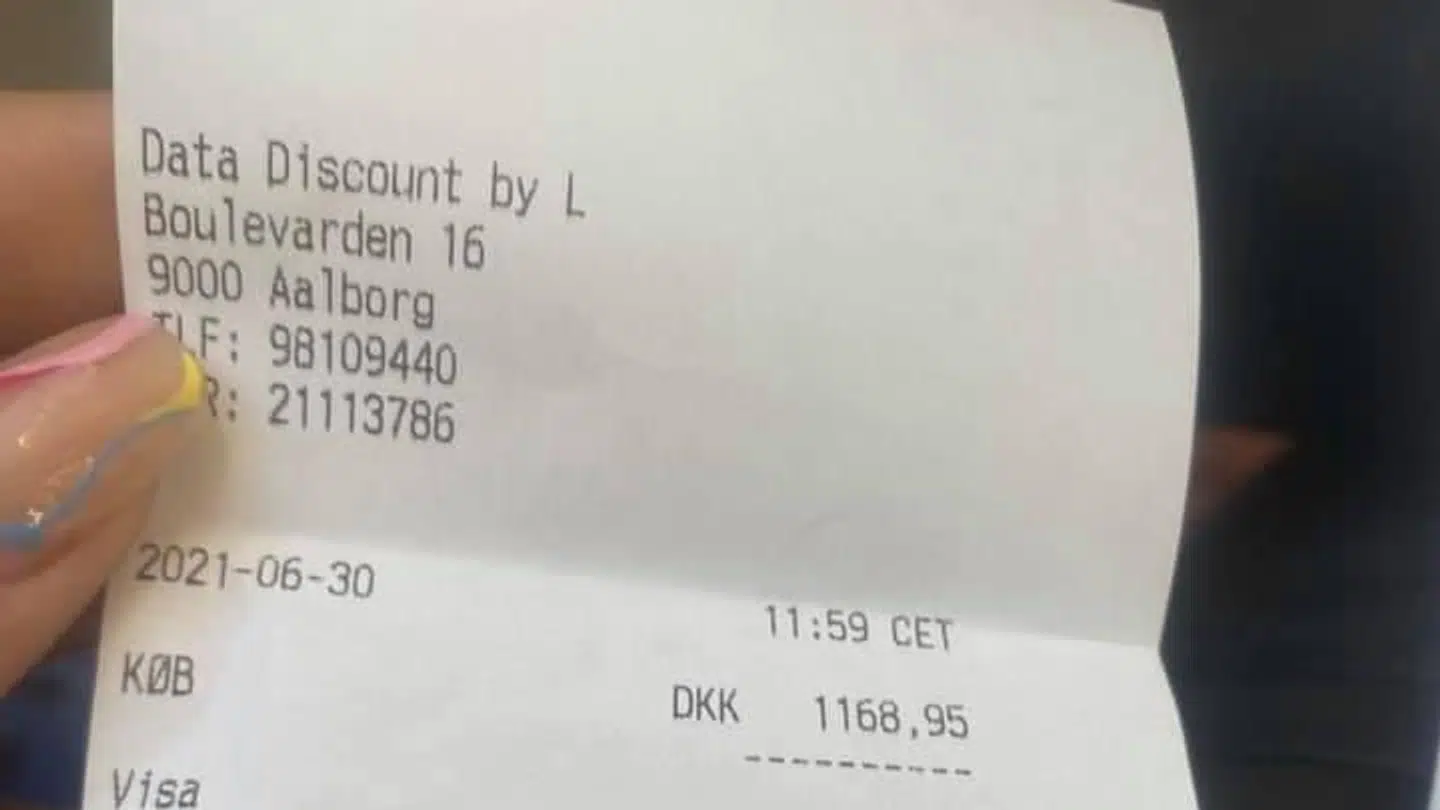 Data Discount by L
Boulevarden 16
9000 Aalborg
TLF: 98109440
R: 21113786
2021-06-30
11:59 CET
KØB
DKK 1168,95
----------
Visa